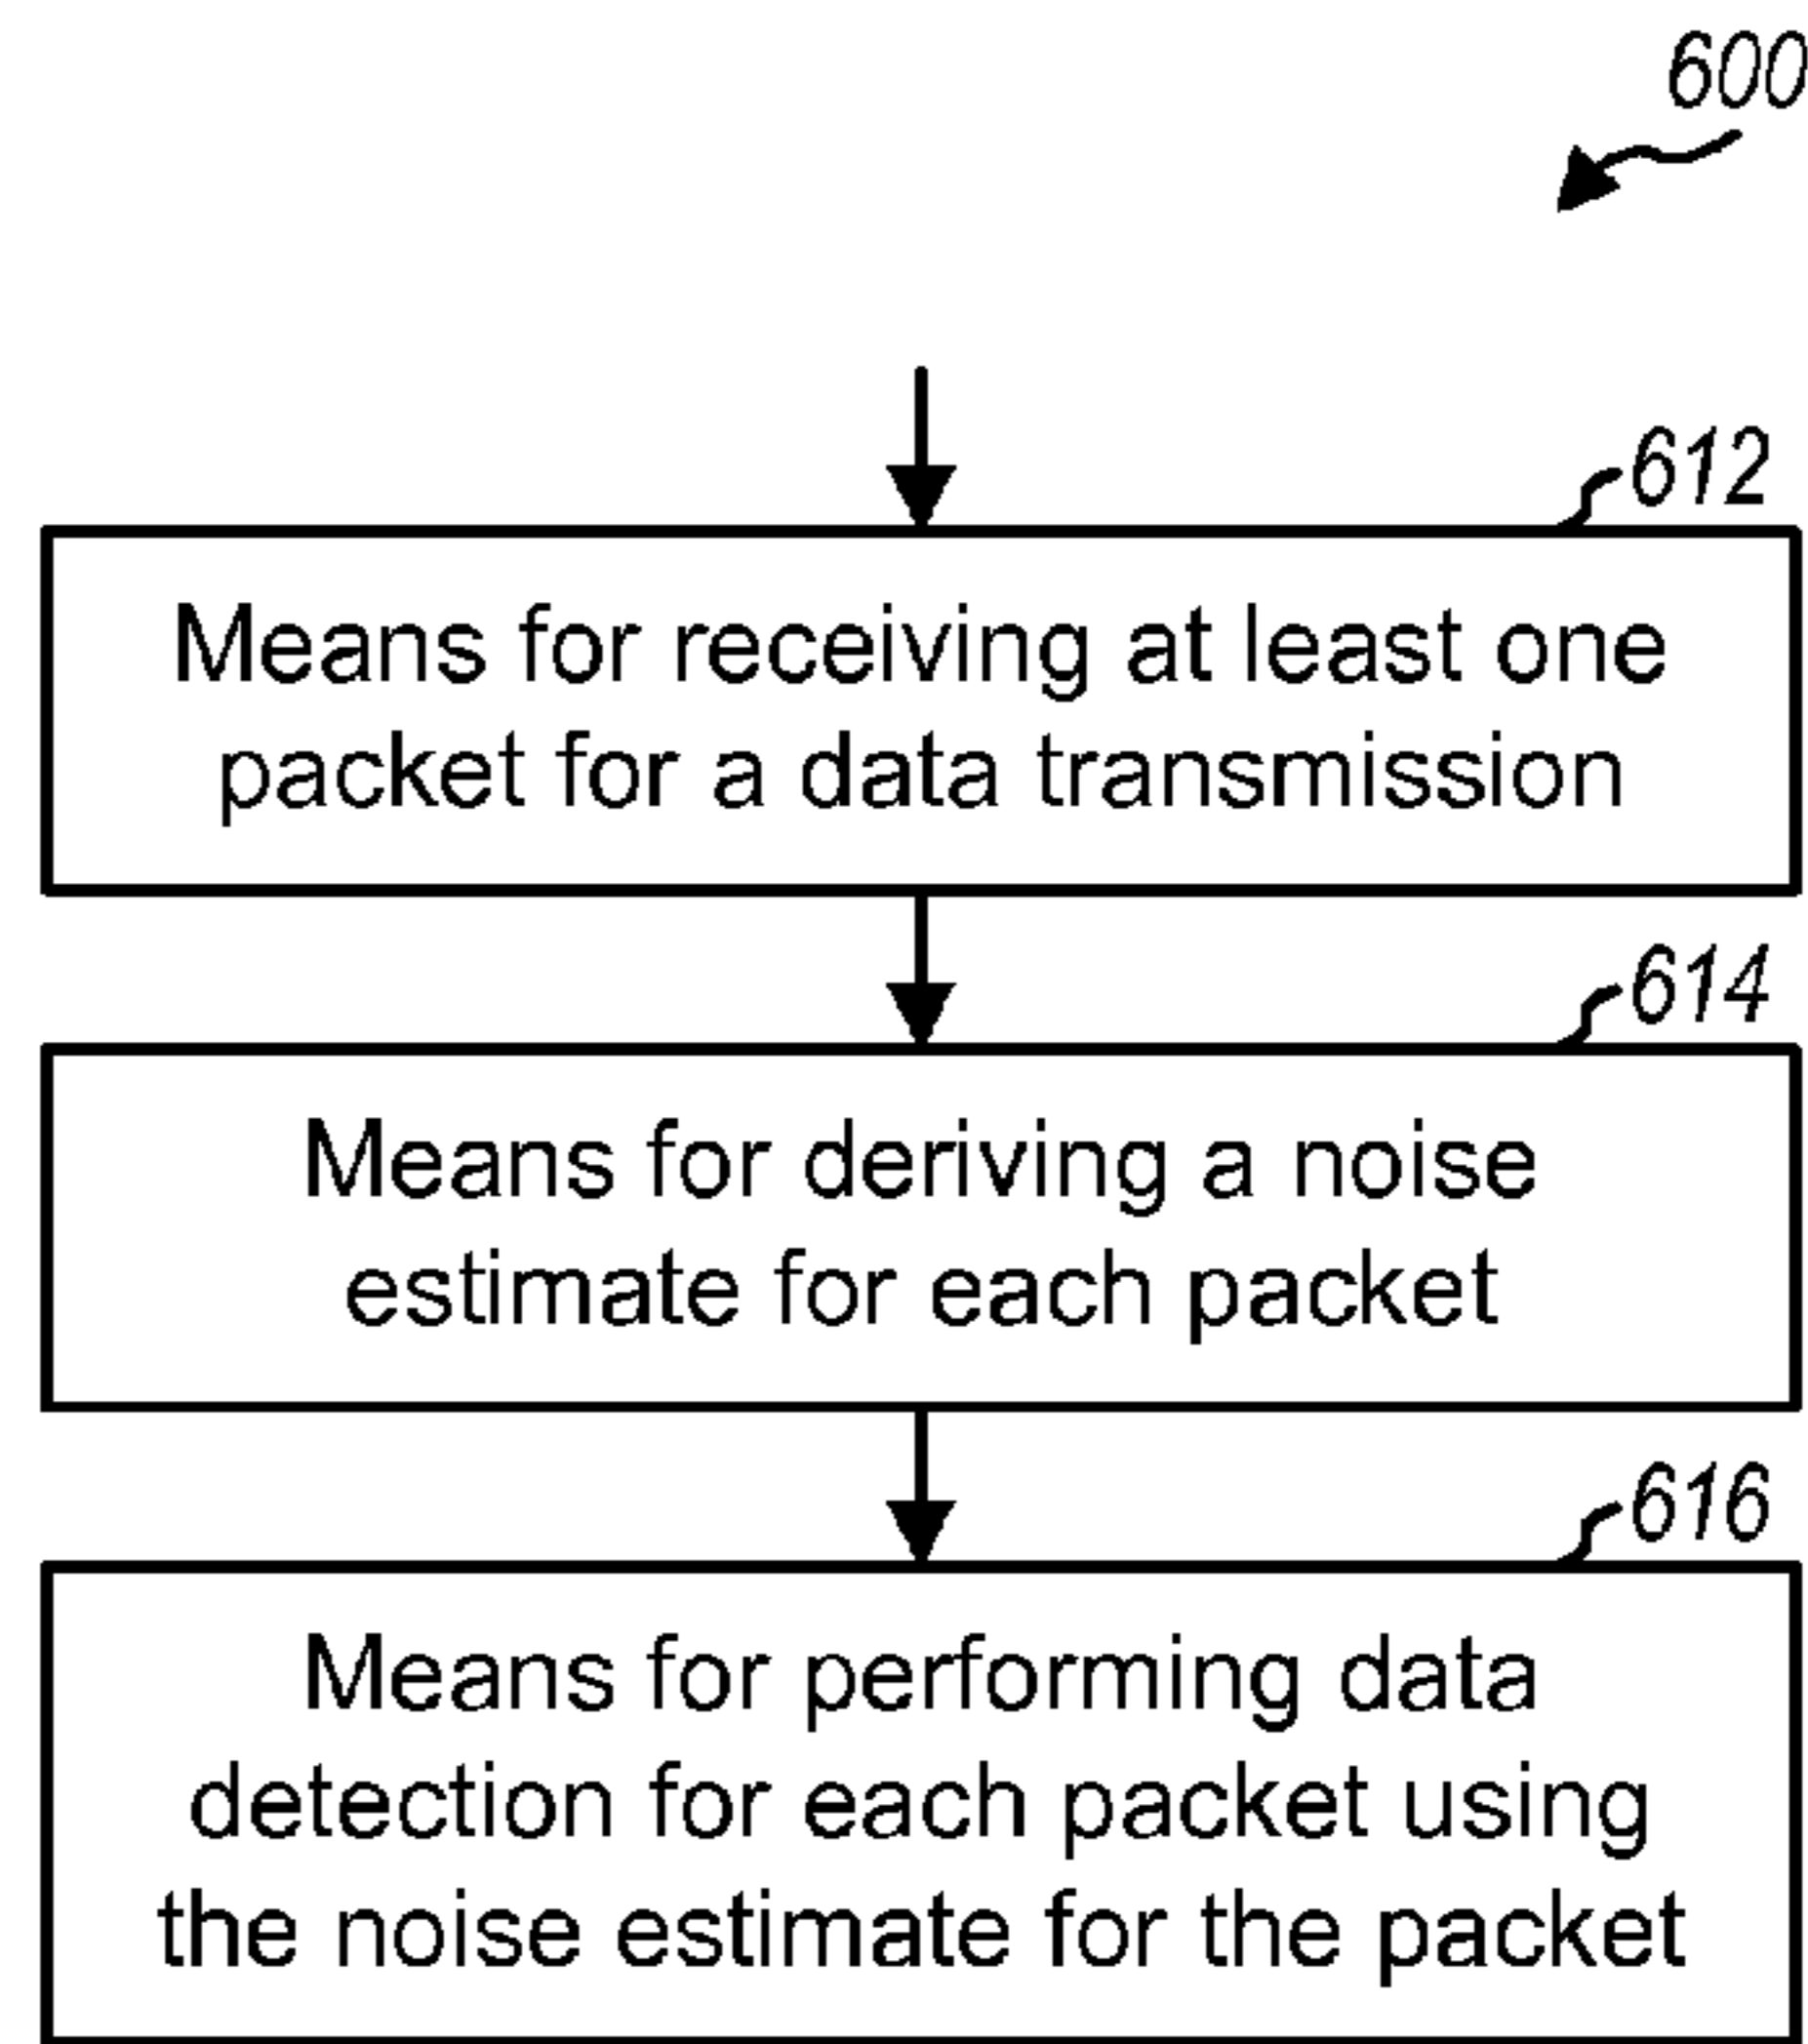 600
612
Means for receiving at least one
packet for a data transmission
614
Means for deriving a noise
estimate for each packet
616
Means for performing data
detection for each packet using
the noise estimate for the packet